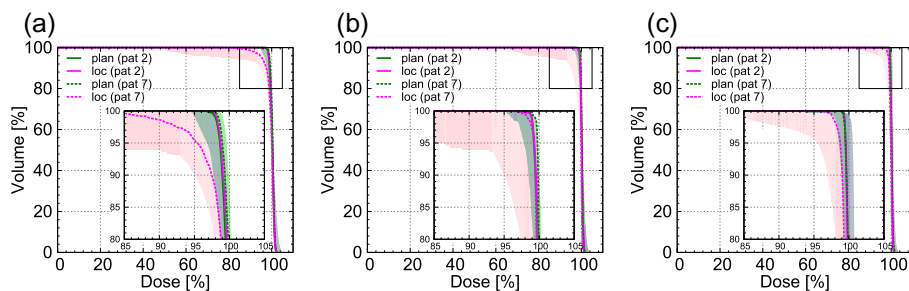 (a)
100
80
60
40
20
0
Volume [%]
plan (pat 2)
loc (pat 2)
plan (pat 7)
loc (pat 7)
100
95
90
85
80
85 90 95 100 105
0 20 40 60 80 100
Dose [%]
(b)
100
80
60
40
20
0
Volume [%]
plan (pat 2)
loc (pat 2)
plan (pat 7)
loc (pat 7)
100
95
90
85
80
85 90 95 100 105
0 20 40 60 80 100
Dose [%]
(c)
100
80
60
40
20
0
Volume [%]
plan (pat 2)
loc (pat 2)
plan (pat 7)
loc (pat 7)
100
95
90
85
80
85 90 95 100 105
0 20 40 60 80 100
Dose [%]